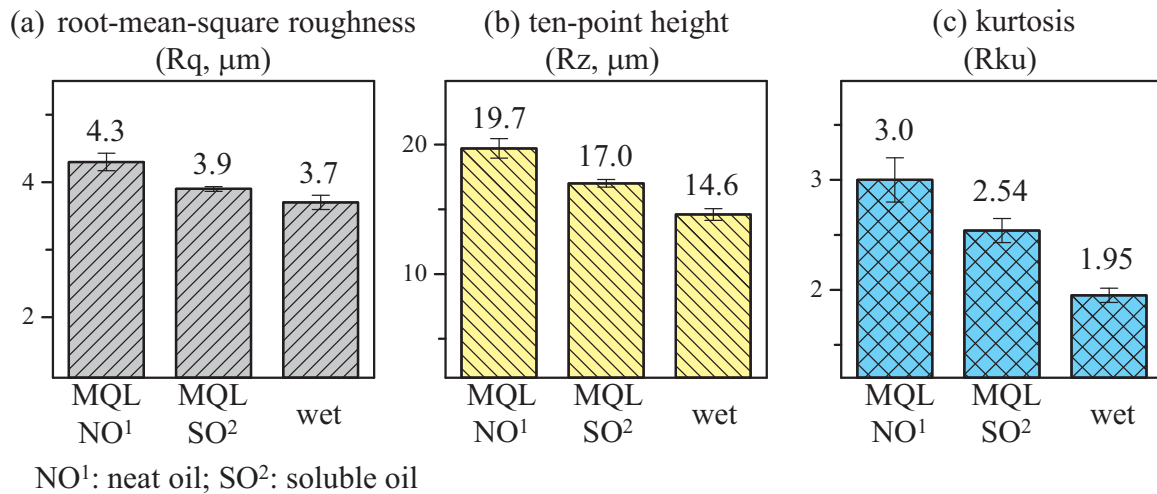 (a) root-mean-square roughness
(Rq, μm)
4.3
3.9
3.7
4
2
MQL
NO¹
MQL
SO²
wet
(b) ten-point height
(Rz, μm)
19.7
17.0
14.6
20
10
MQL
NO¹
MQL
SO²
wet
(c) kurtosis
(Rku)
3.0
2.54
1.95
3
2
MQL
NO¹
MQL
SO²
wet
NO¹: neat oil; SO²: soluble oil